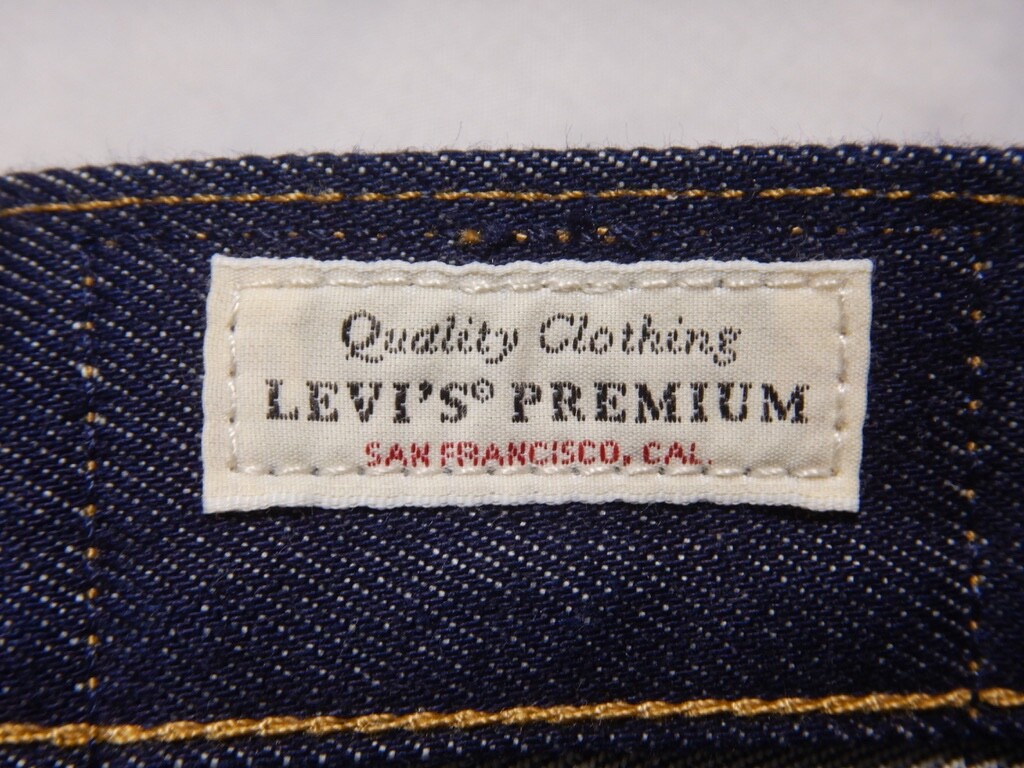 Quality Clothing
LEVI'S® PREMIUM
SAN FRANCISCO, CAL.